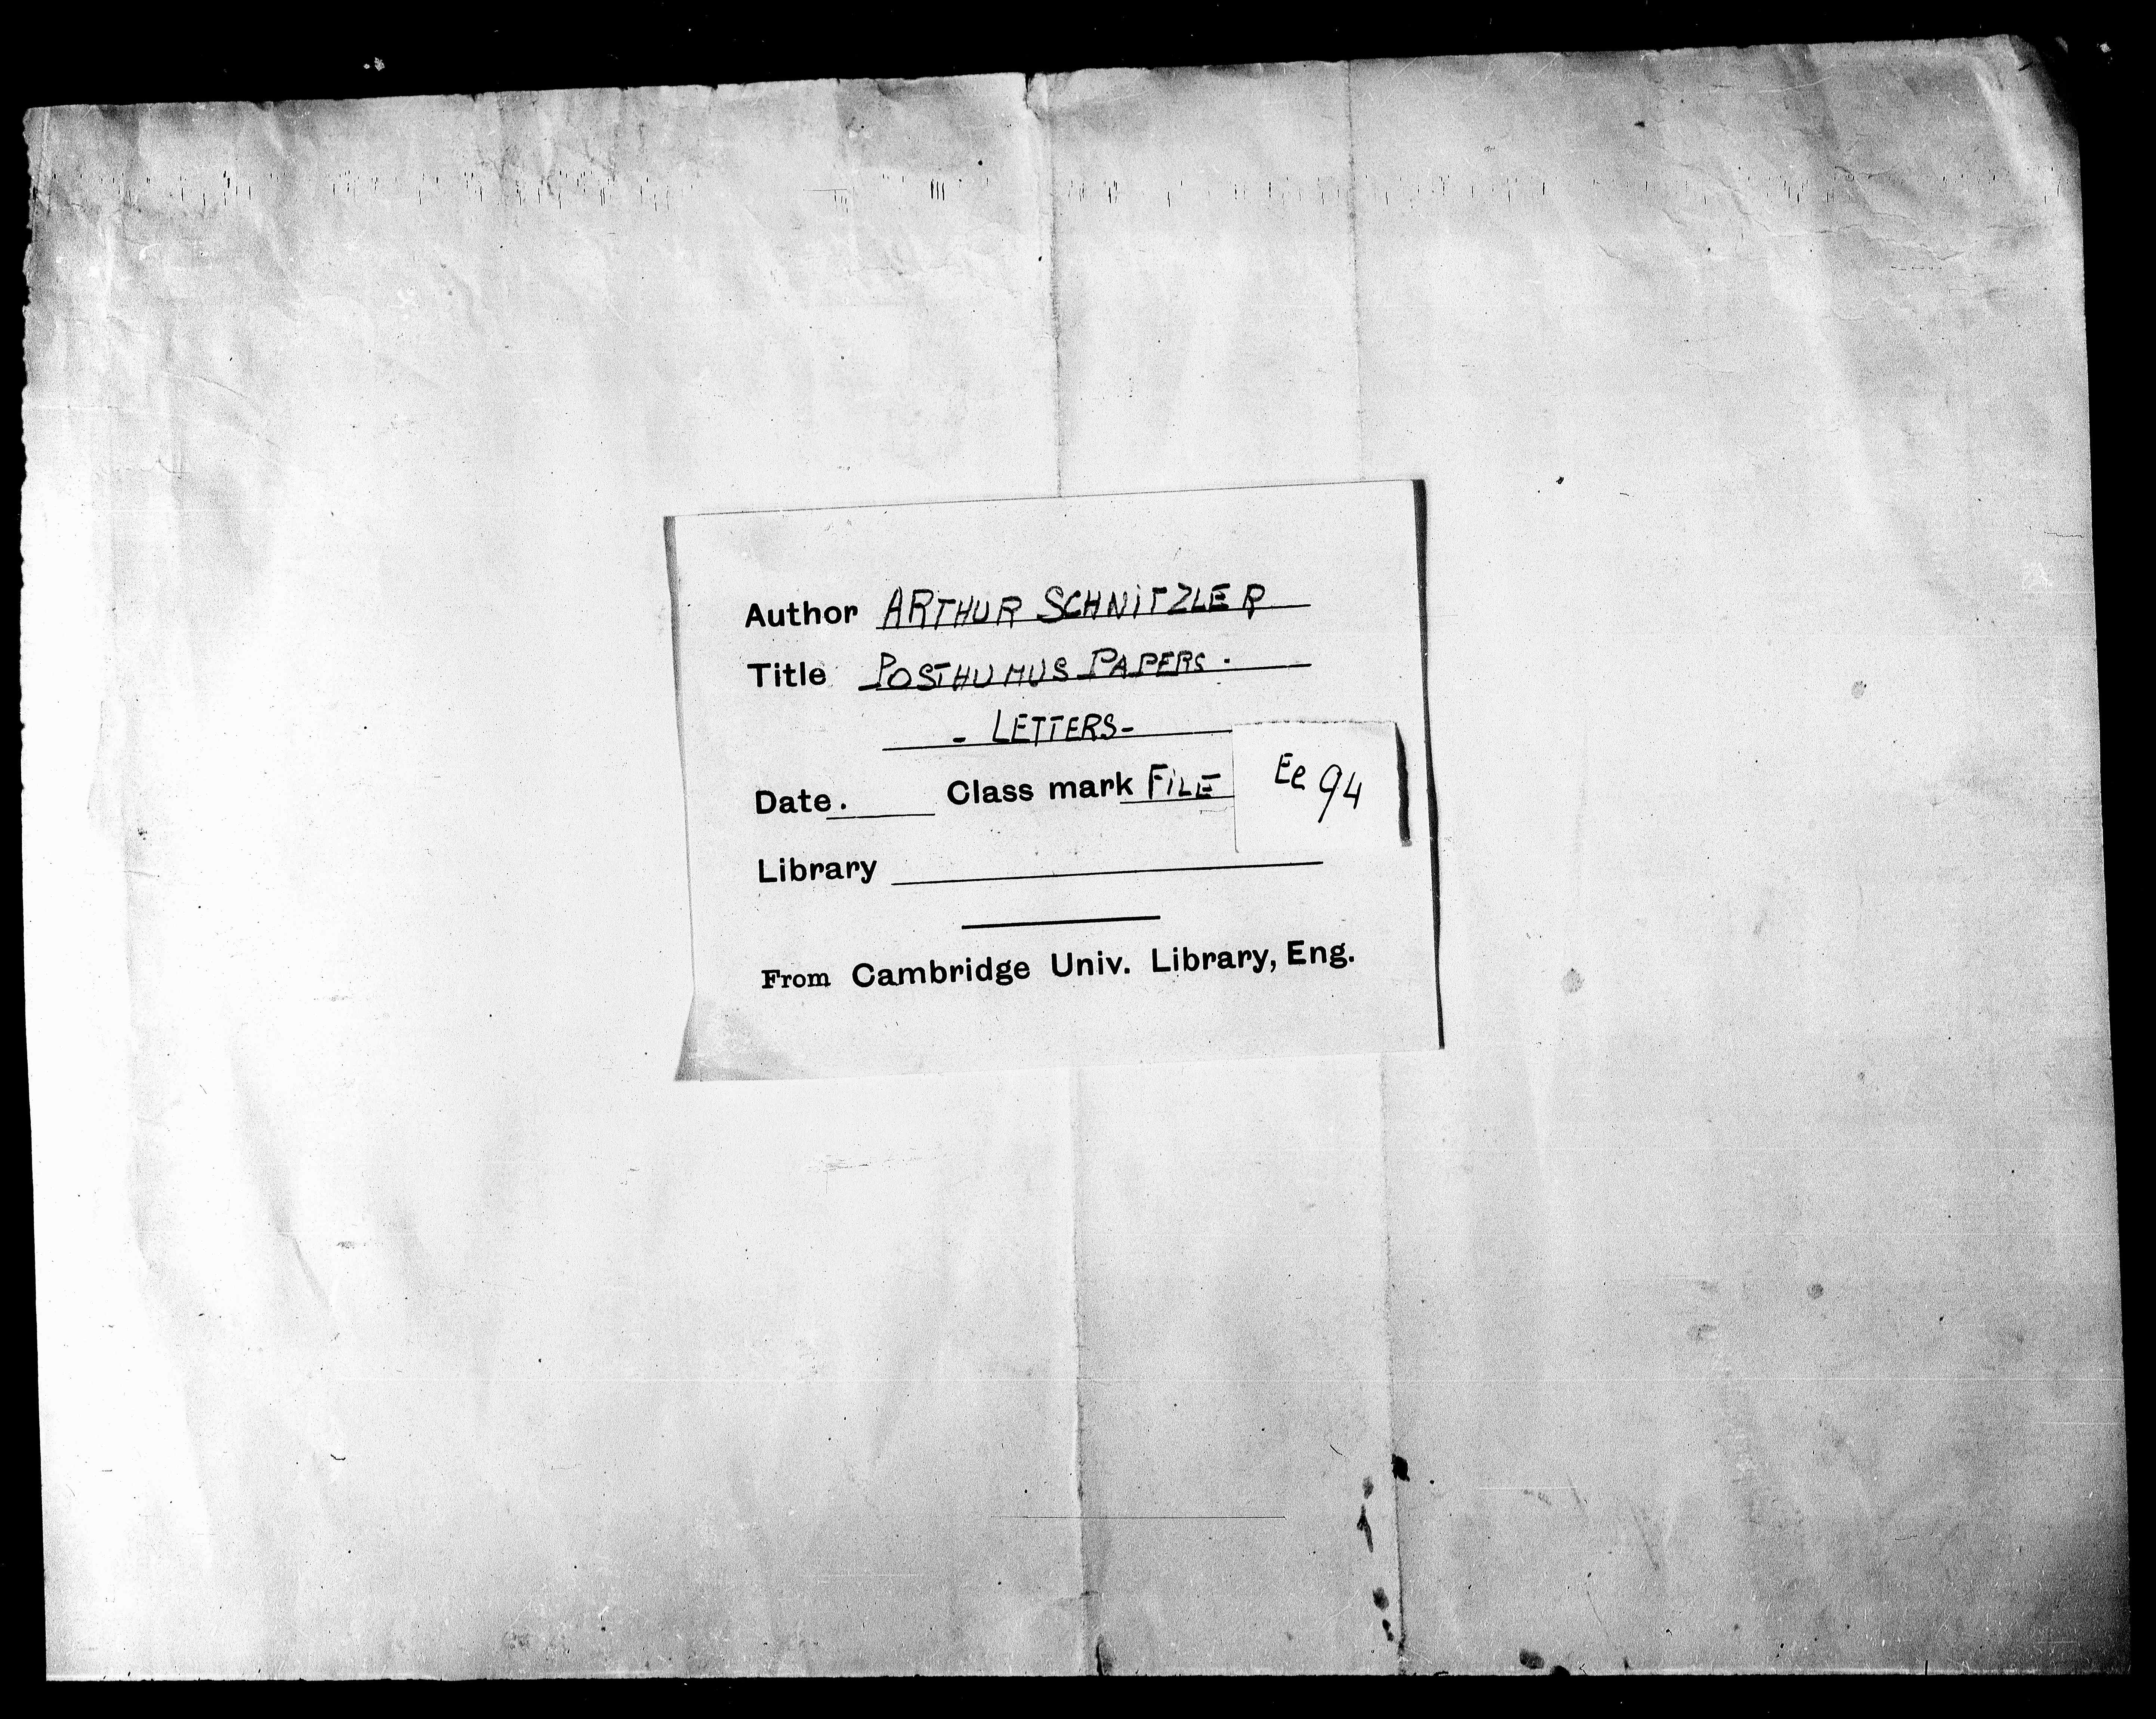 Author ARTHUR SCHNITZLER
Title POSTHUMUS PAPERS.
- LETTERS-
Date. Class mark FILE Ee 94
Library
From Cambridge Univ. Library, Eng.